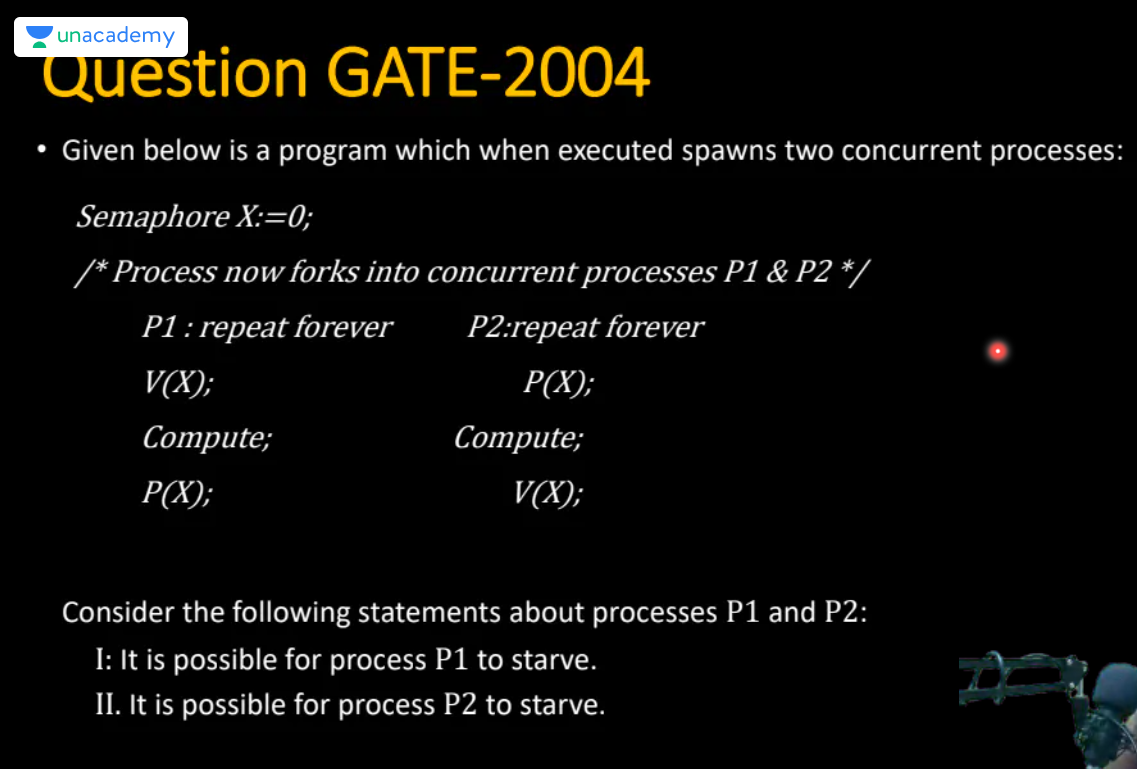 unacademy
Question GATE-2004
• Given below is a program which when executed spawns two concurrent processes:
Semaphore X:=0;
/* Process now forks into concurrent processes P1 & P2 */
P1 : repeat forever P2:repeat forever
V(X); P(X);
Compute; Compute;
P(X); V(X);
Consider the following statements about processes P1 and P2:
I: It is possible for process P1 to starve.
II. It is possible for process P2 to starve.